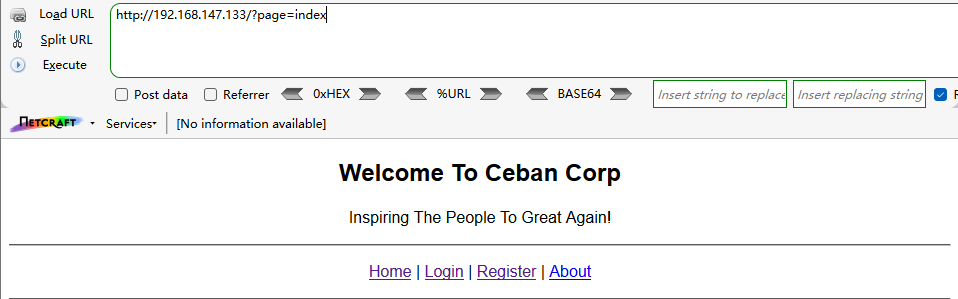 Load URL
http://192.168.147.133/?page=index
Split URL
Execute
Post data Referrer 0xHEX %URL BASE64 Insert string to replace Insert replacing string
NETCRAFT Services [No information available]
Welcome To Ceban Corp
Inspiring The People To Great Again!
Home | Login | Register | About